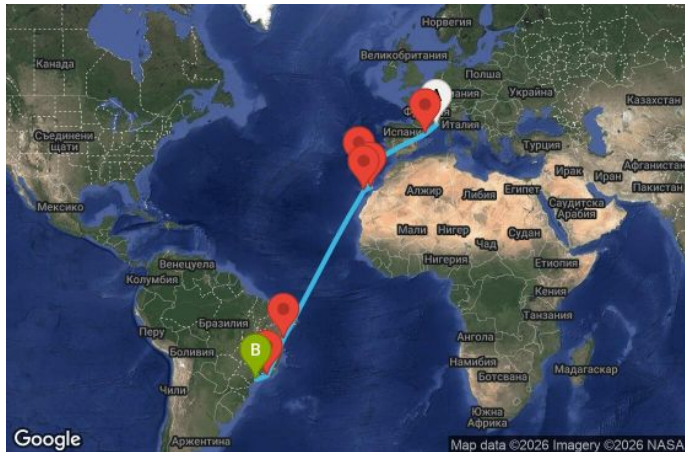 Норвегия
Канада
Великобритания
Полша
Украйна
Казахстан
Италия
Съединени
щати
Турция
Ирак
Афганистан
Иран
Пакистан
Алжир
Либия
Египет
Саудитска
Арабия
Мексико
Мали
Нигер
Судан
Чад
Венецуела
Нигерия
Етиопия
Колумбия
Кения
Бразилия
Танзания
Перу
Ангола
B
Боливия
Намибия
Ботсвана
Мадагаскар
Чили
Южна
Африка
Аржентина
Google
Map data ©2026 Imagery ©2026 NASA